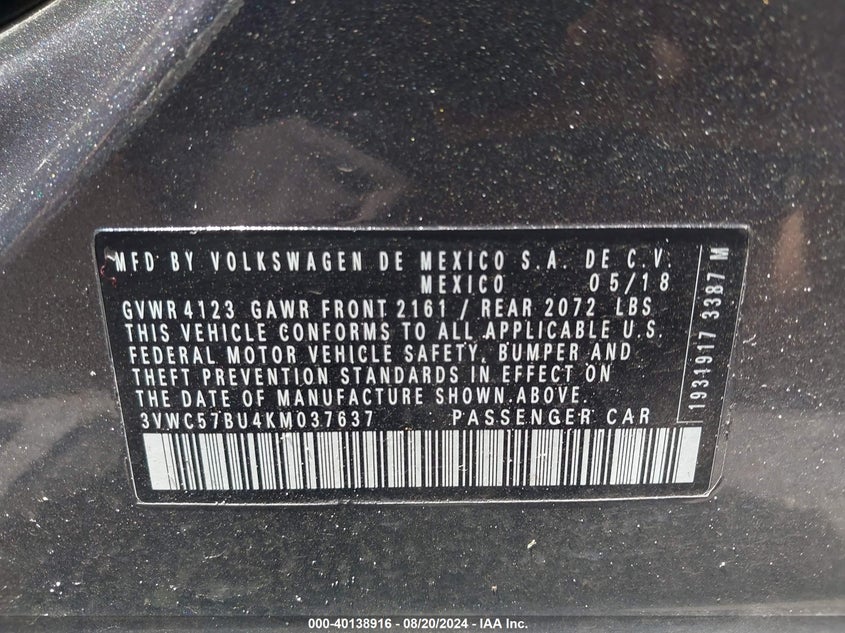 MFD BY VOLKSWAGEN DE MEXICO S.A. DE C.V.
MEXICO 05/18
GVWR 4123 GAWR FRONT 2161 / REAR 2072 LBS
THIS VEHICLE CONFORMS TO ALL APPLICABLE U.S.
FEDERAL MOTOR VEHICLE SAFETY, BUMPER AND
THEFT PREVENTION STANDARDS IN EFFECT ON
THE DATE OF MANUFACTURE SHOWN ABOVE.
3VWC57BU4KM037637 PASSENGER CAR
1931917 3387 M
000-40138916 - 08/20/2024 - IAA Inc.